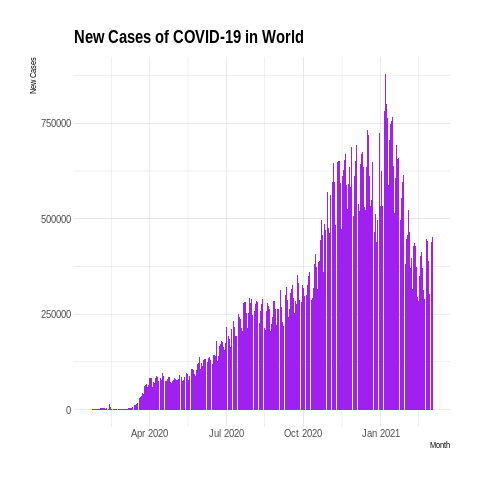 New Cases of COVID-19 in World
New Cases
750000
500000
250000
0
Apr 2020
Jul 2020
Oct 2020
Jan 2021
Month